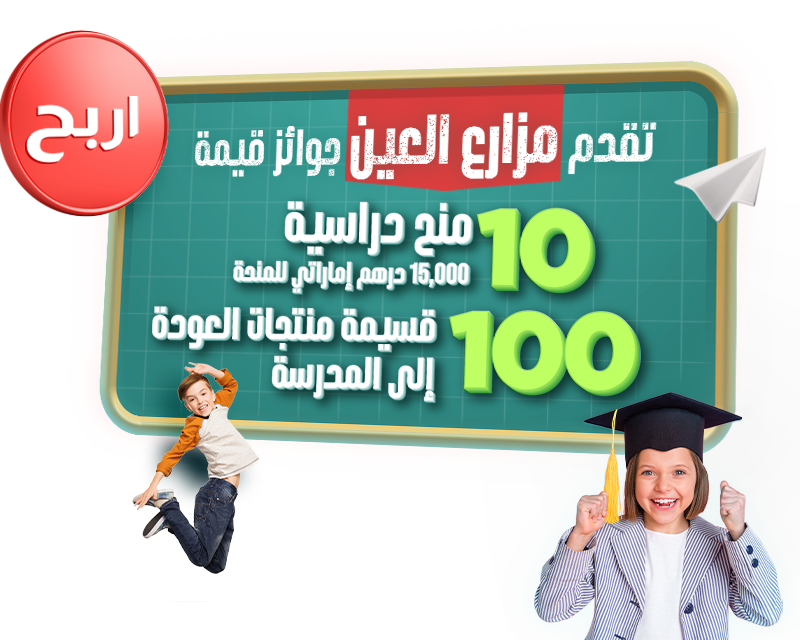 اربح
تقدم مزارع العين جوائز قيمة
10 منح دراسية
15,000 درهم إماراتي للمنحة
100 قسيمة منتجات العودة
إلى المدرسة